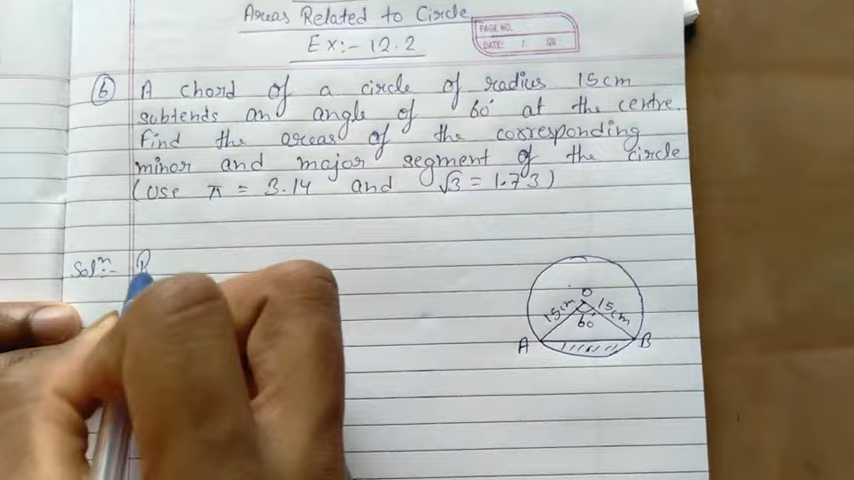 Areas Related to Circle
Ex:- 12.2
PAGE NO.
DATE: 1
⑥ A chord of a circle of radius 15cm
subtends an angle of 60° at the centre.
Find the areas of the corresponding
minor and major segment of the circle
(Use π = 3.14 and √3 = 1.73)
Solⁿ:-
O
15cm 15cm
60°
A B